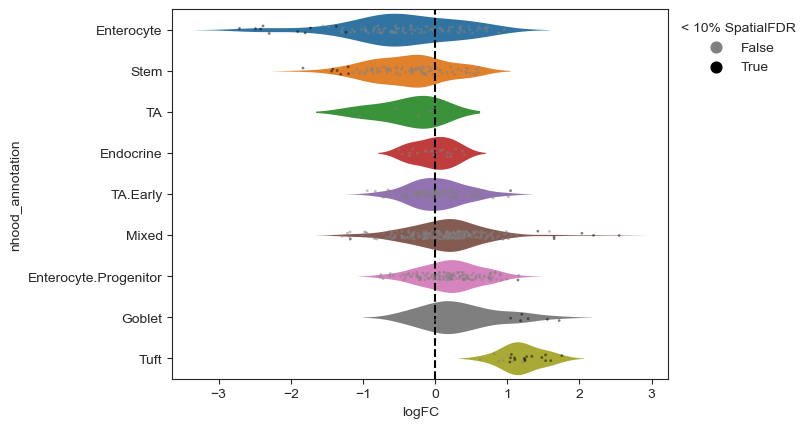 nhood_annotation
Enterocyte
Stem
TA
Endocrine
TA.Early
Mixed
Enterocyte.Progenitor
Goblet
Tuft
−3 −2 −1 0 1 2 3
logFC
< 10% SpatialFDR
False
True